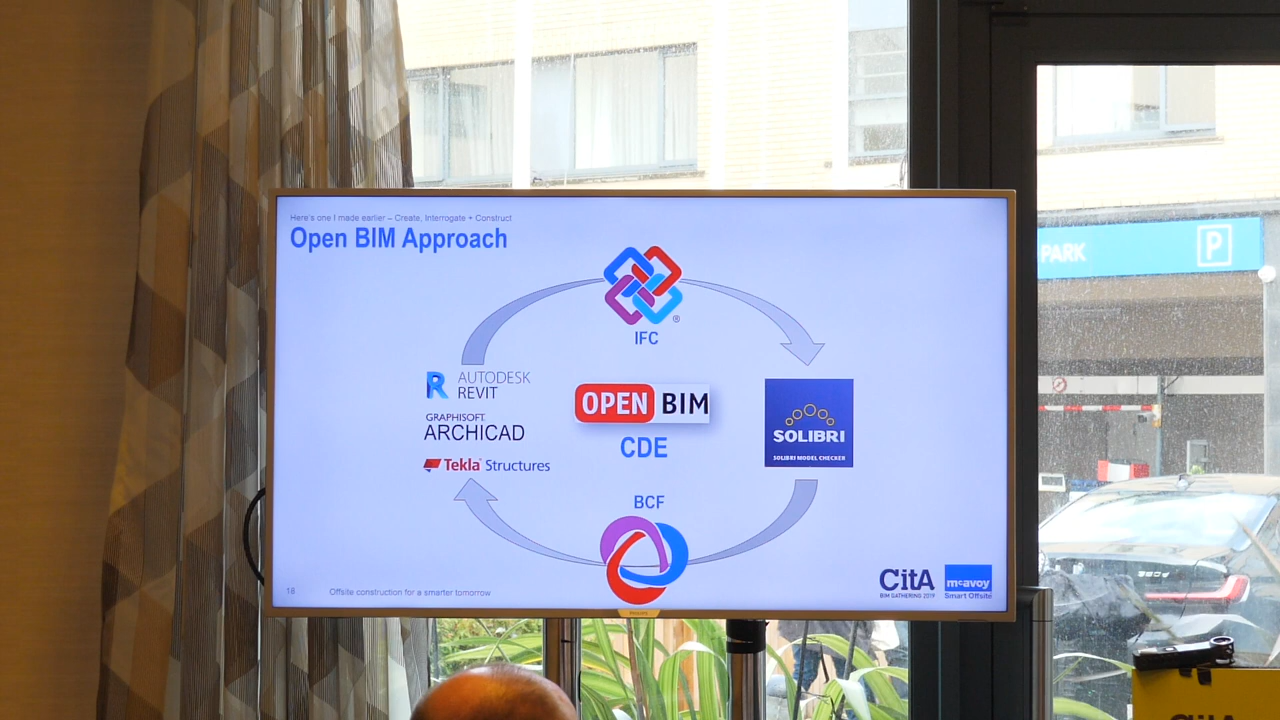 Here's one I made earlier – Create, Interrogate + Construct
Open BIM Approach
IFC
®
R AUTODESK
REVIT
GRAPHISOFT.
ARCHICAD
Tekla Structures
OPEN BIM
CDE
SOLIBRI
SOLIBRI MODEL CHECKER
BCF
18
Offsite construction for a smarter tomorrow
CitA
BIM GATHERING 2019
mcavoy
Smart Offsite
PARK P
CitA